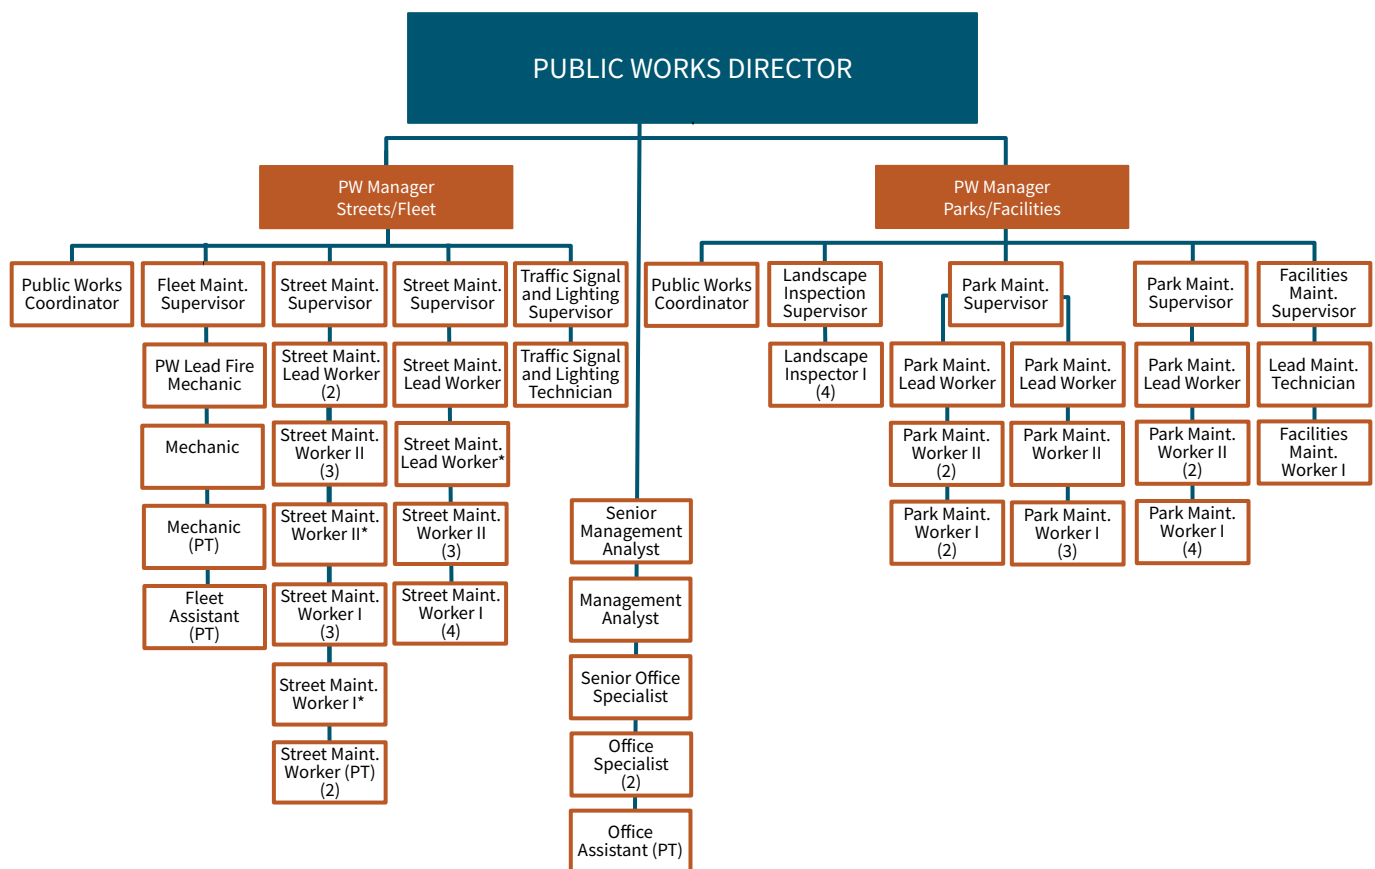 PUBLIC WORKS DIRECTOR
PW Manager
Streets/Fleet
PW Manager
Parks/Facilities
Public Works
Coordinator
Fleet Maint.
Supervisor
Street Maint.
Supervisor
Street Maint.
Supervisor
Traffic Signal
and Lighting
Supervisor
Public Works
Coordinator
Landscape
Inspection
Supervisor
Park Maint.
Supervisor
Park Maint.
Supervisor
Facilities
Maint.
Supervisor
PW Lead Fire
Mechanic
Street Maint.
Lead Worker
(2)
Street Maint.
Lead Worker
Traffic Signal
and Lighting
Technician
Landscape
Inspector I
(4)
Park Maint.
Lead Worker
Park Maint.
Lead Worker
Park Maint.
Lead Worker
Lead Maint.
Technician
Mechanic
Street Maint.
Worker II
(3)
Street Maint.
Lead Worker*
Park Maint.
Worker II
(2)
Park Maint.
Worker II
Park Maint.
Worker II
(2)
Facilities
Maint.
Worker I
Mechanic
(PT)
Street Maint.
Worker II*
Street Maint.
Worker II
(3)
Senior
Management
Analyst
Park Maint.
Worker I
(2)
Park Maint.
Worker I
(3)
Park Maint.
Worker I
(4)
Fleet
Assistant
(PT)
Street Maint.
Worker I
(3)
Street Maint.
Worker I
(4)
Management
Analyst
Street Maint.
Worker I*
Senior Office
Specialist
Street Maint.
Worker (PT)
(2)
Office
Specialist
(2)
Office
Assistant (PT)